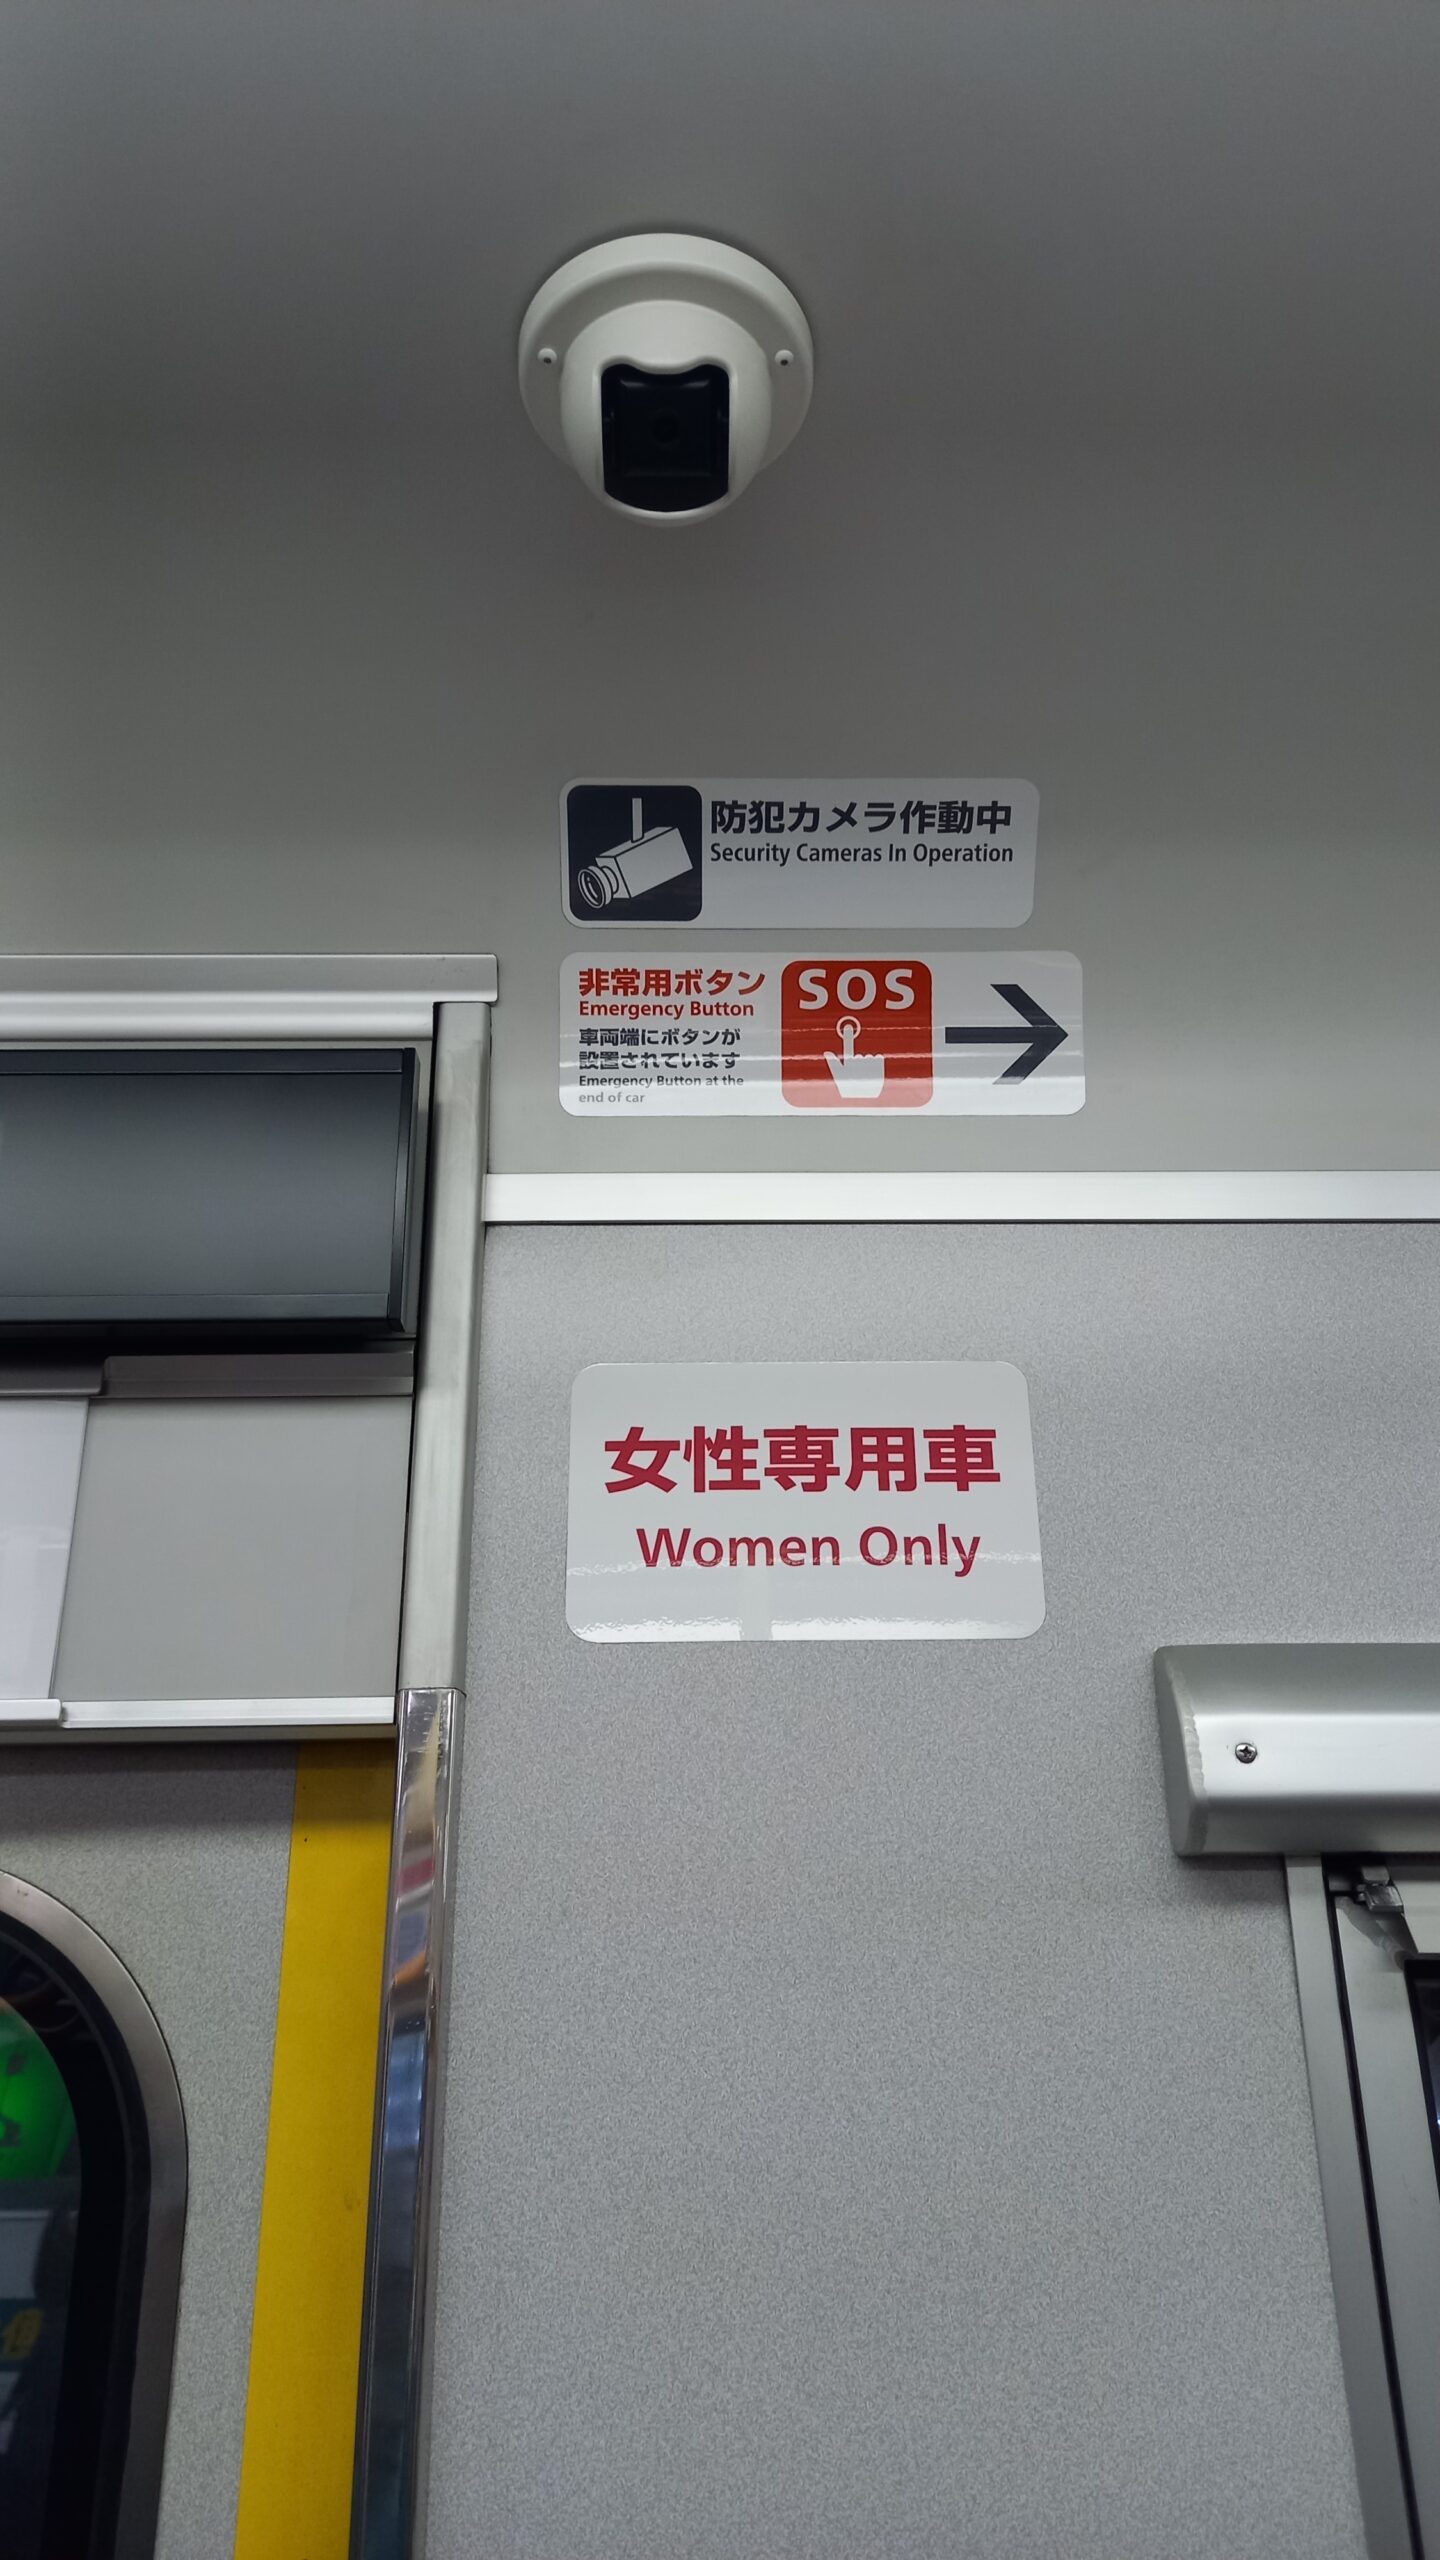 防犯カメラ作動中
Security Cameras In Operation
非常用ボタン
Emergency Button
車両端にボタンが
設置されています
Emergency Button at the
end of car
SOS
女性専用車
Women Only